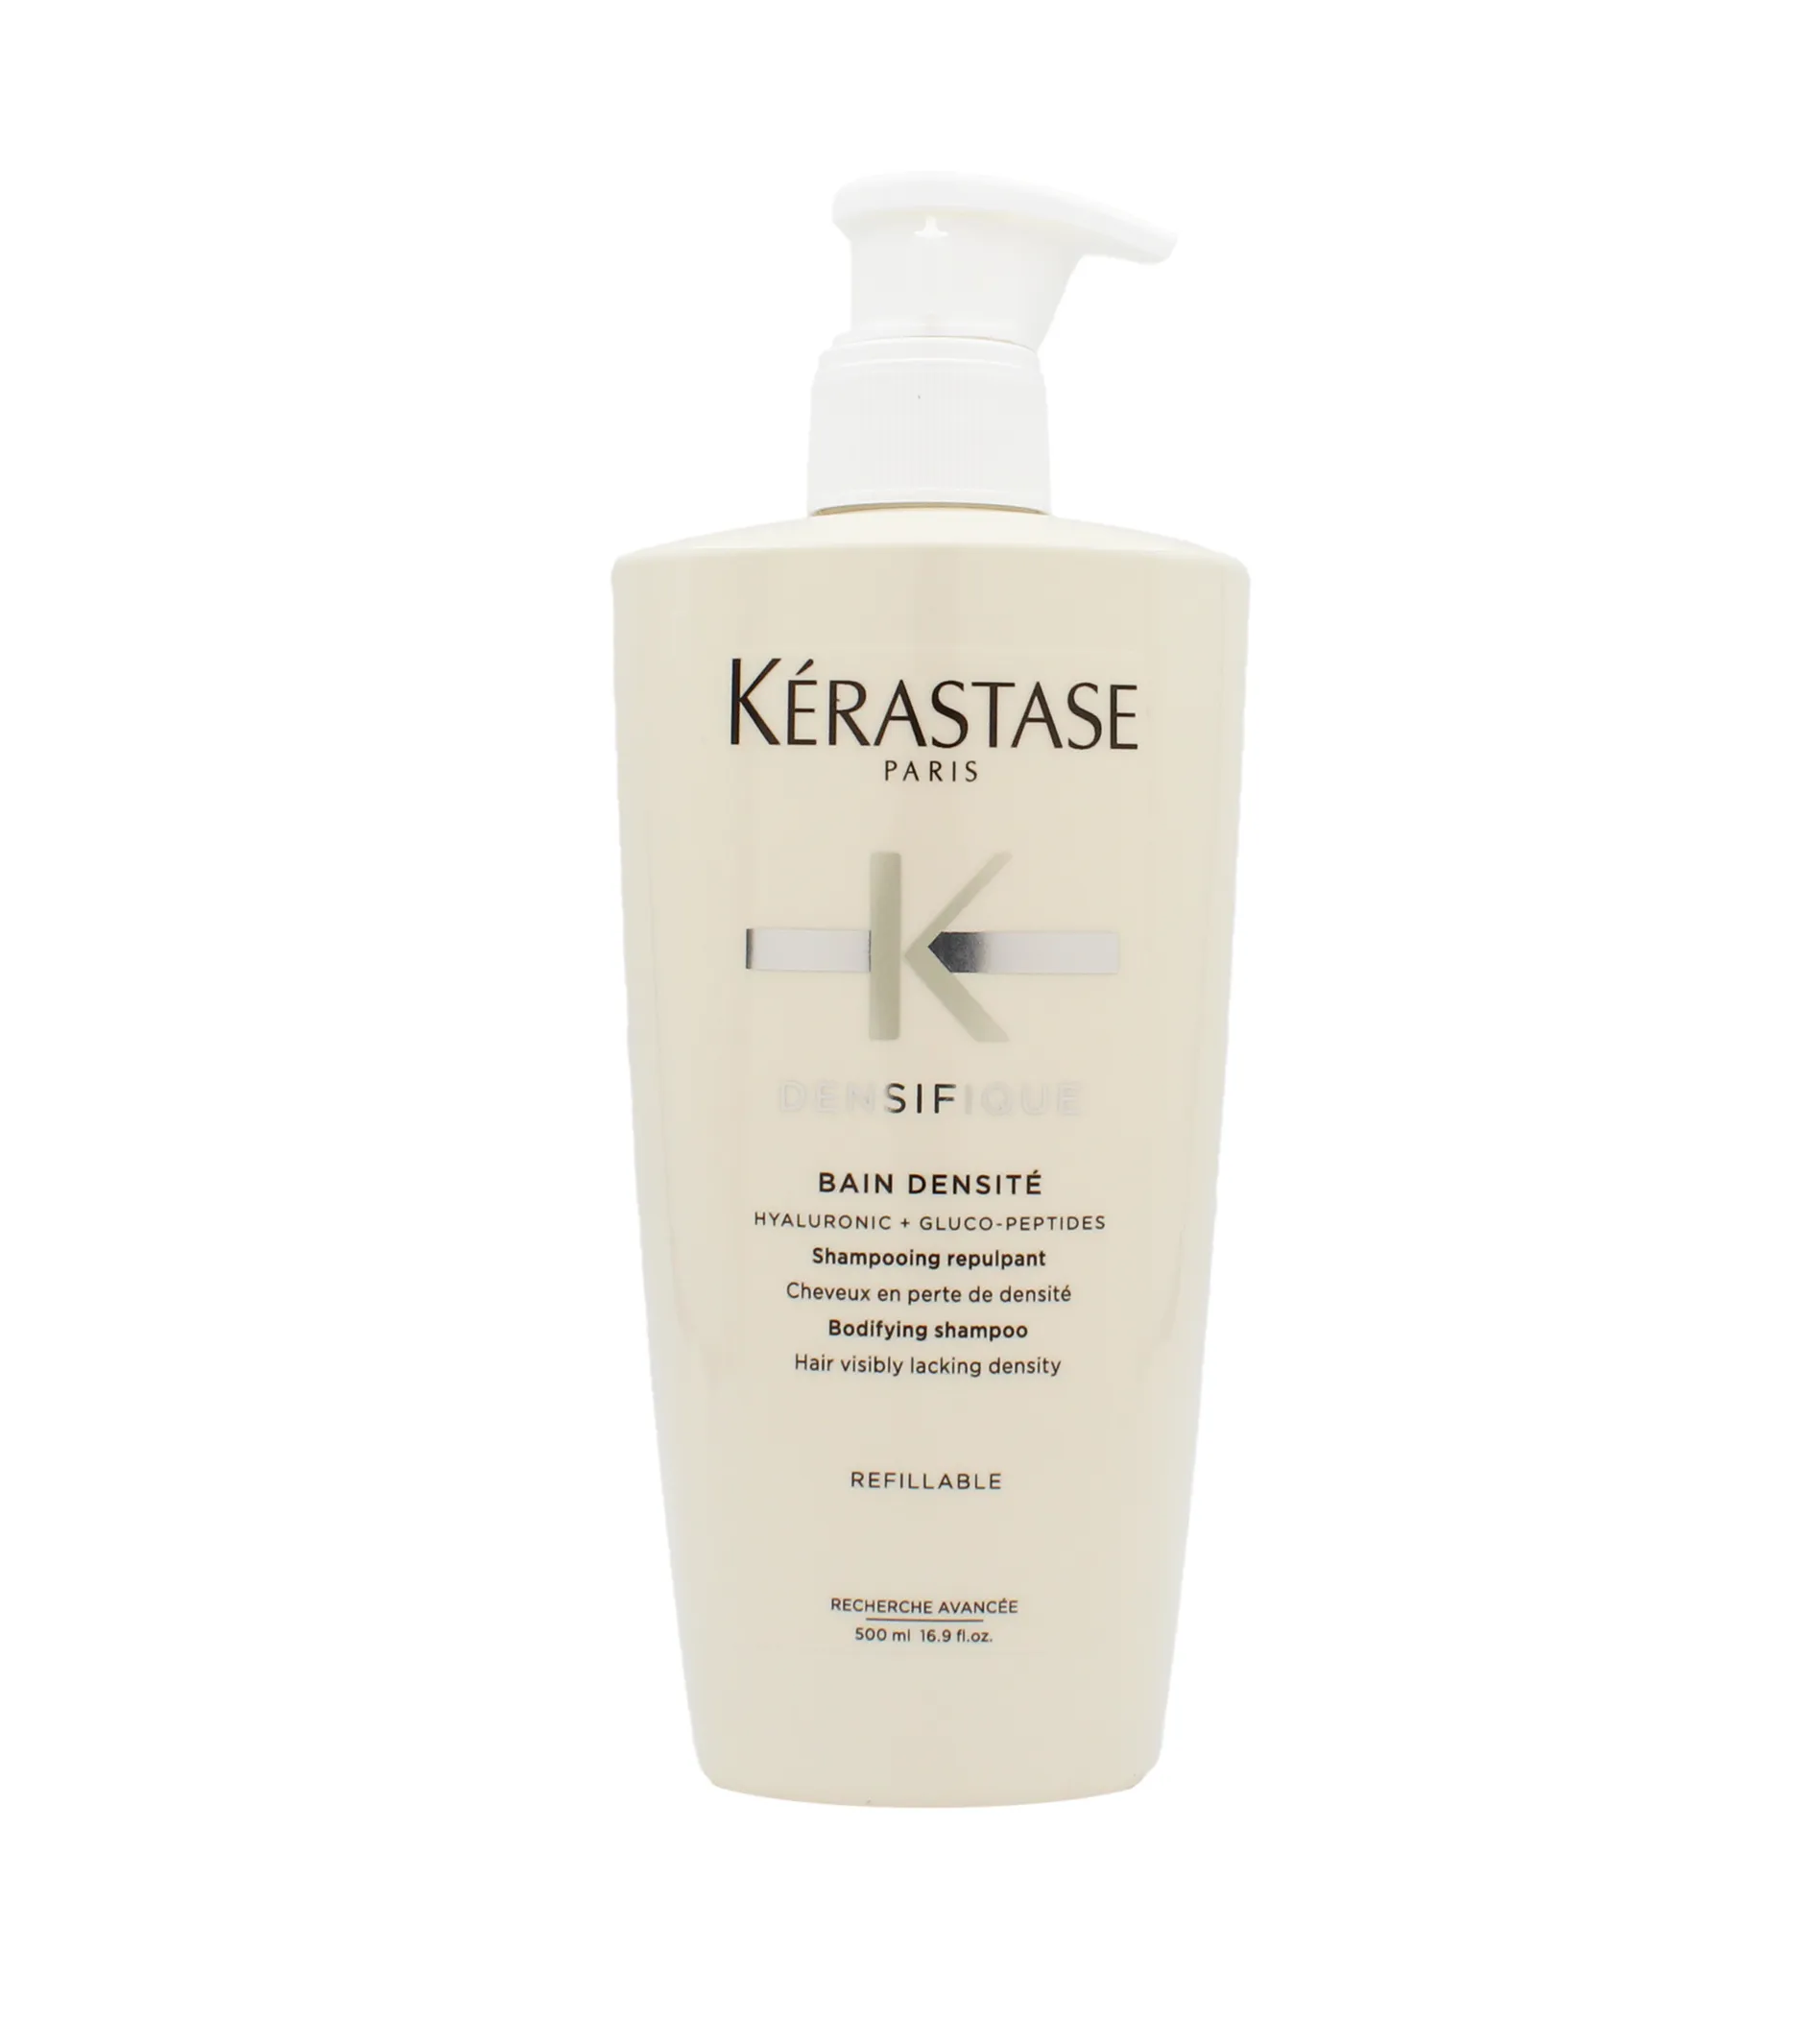 KÉRASTASE
PARIS
K
DENSIFIQUE
BAIN DENSITÉ
HYALURONIC + GLUCO-PEPTIDES
Shampooing repulpant
Cheveux en perte de densité
Bodifying shampoo
Hair visibly lacking density
REFILLABLE
RECHERCHE AVANCÉE
500 ml 16.9 fl.oz.